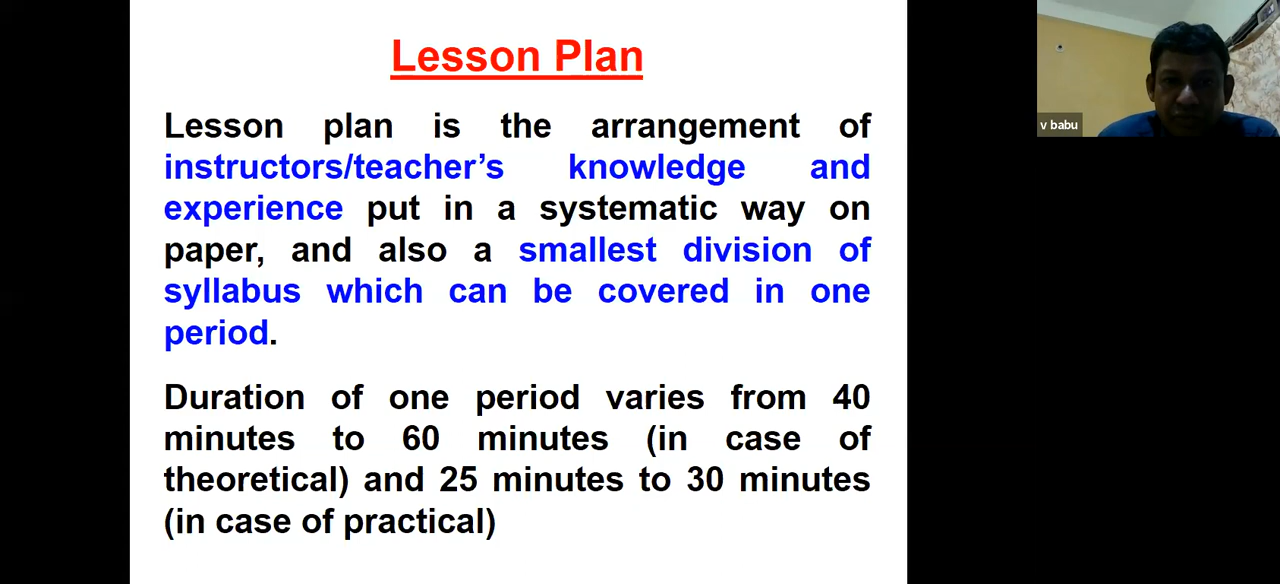 Lesson Plan
Lesson plan is the arrangement of
instructors/teacher’s knowledge and
experience put in a systematic way on
paper, and also a smallest division of
syllabus which can be covered in one
period.
Duration of one period varies from 40
minutes to 60 minutes (in case of
theoretical) and 25 minutes to 30 minutes
(in case of practical)
v babu